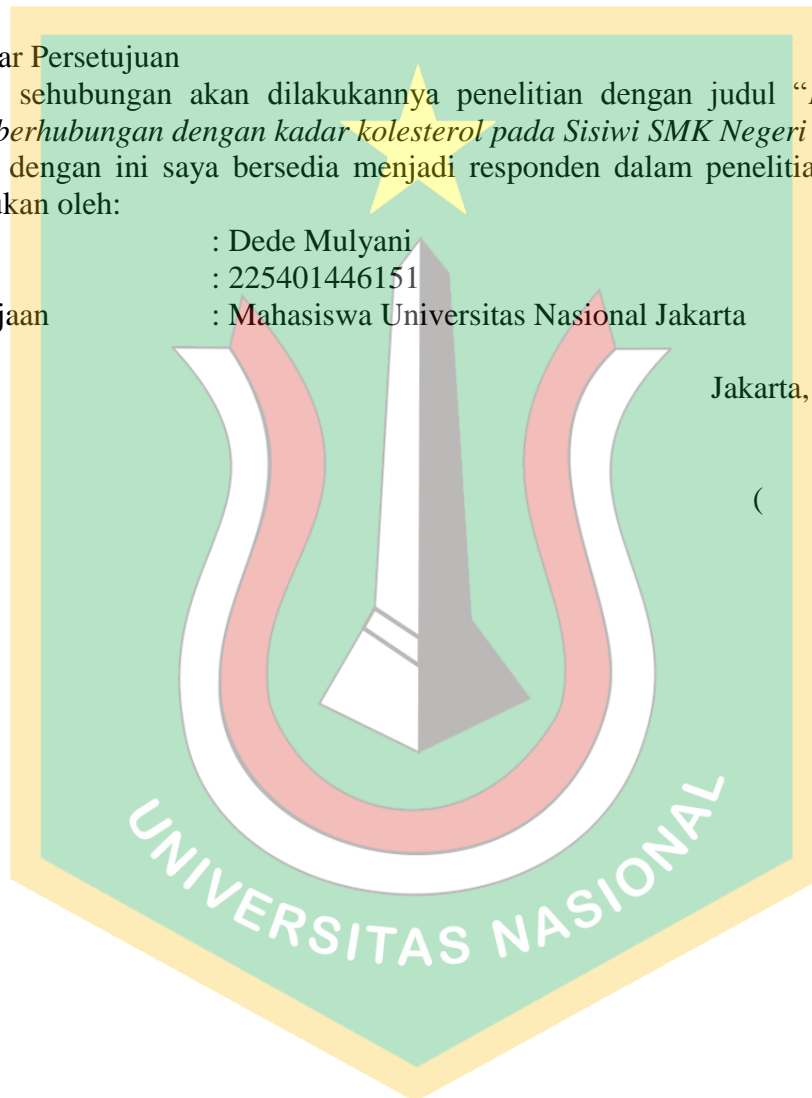 ar Persetujuan
sehubungan akan dilakukannya penelitian dengan judul “
berhubungan dengan kadar kolesterol pada Sisiwi SMK Negeri
dengan ini saya bersedia menjadi responden dalam penelitia
ukan oleh:
: Dede Mulyani
: 225401446151
jaan : Mahasiswa Universitas Nasional Jakarta
Jakarta,
(
UNIVERSITAS NASIONAL